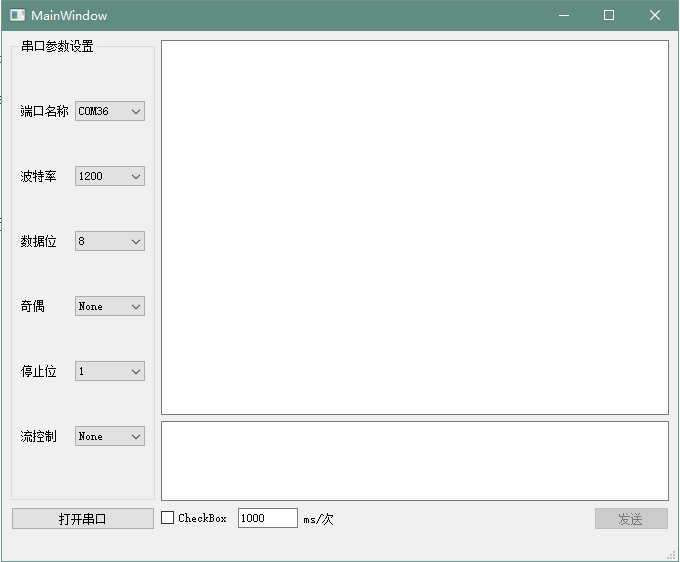 MainWindow
串口参数设置
端口名称 COM36
波特率 1200
数据位 8
奇偶 None
停止位 1
流控制 None
打开串口 CheckBox 1000 ms/次 发送